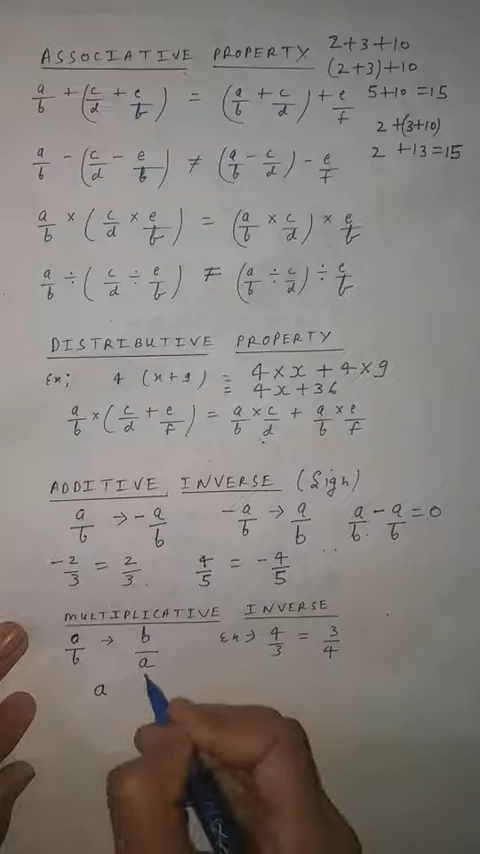 ASSOCIATIVE PROPERTY 2+3+10
(2+3)+10
a/b + (c/d + e/f) = (a/b + c/d) + e/f 5+10 = 15
2+(3+10)
a/b - (c/d - e/f) ≠ (a/b - c/d) - e/f 2 +13 = 15
a/b × (c/d × e/f) = (a/b × c/d) × e/f
a/b ÷ (c/d ÷ e/f) ≠ (a/b ÷ c/d) ÷ e/f
DISTRIBUTIVE PROPERTY
Ex; 4 (x+9) = 4×x + 4×9
= 4x+36
a/b × (c/d + e/f) = a/b × c/d + a/b × e/f
ADDITIVE INVERSE (Sign)
a/b → -a/b -a/b → a/b a/b - a/b = 0
-2/3 = 2/3 4/5 = -4/5
MULTIPLICATIVE INVERSE
a/b → b/a Ex → 4/3 = 3/4
a